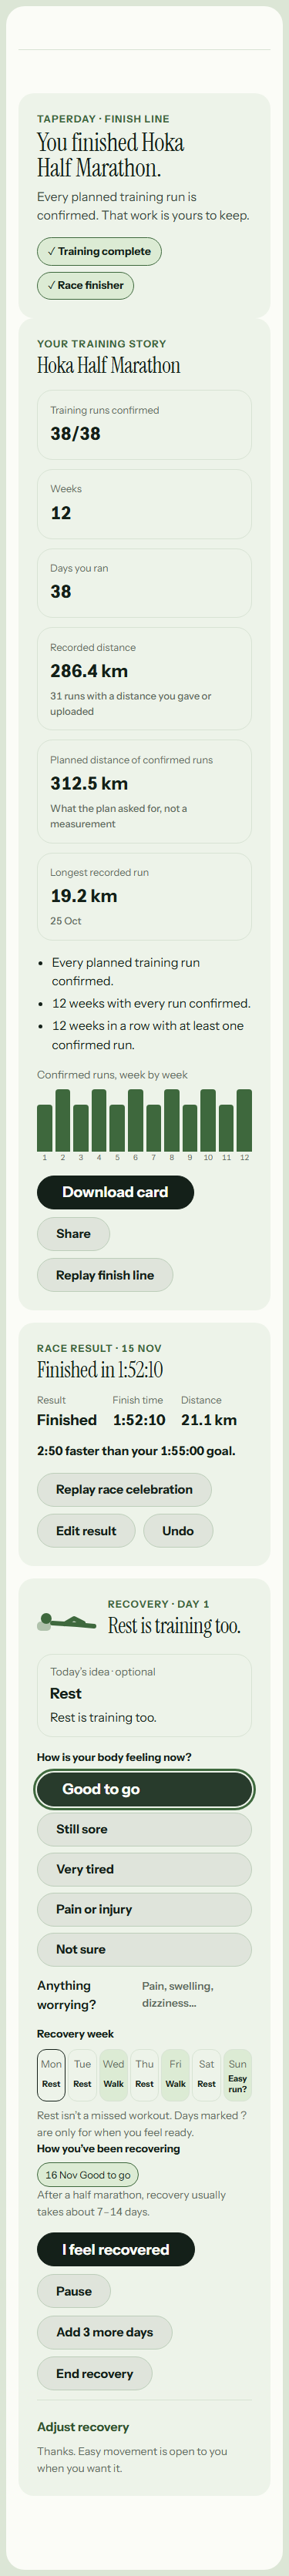 TAPERDAY · FINISH LINE
You finished Hoka
Half Marathon.
Every planned training run is
confirmed. That work is yours to keep.
✓ Training complete
✓ Race finisher
YOUR TRAINING STORY
Hoka Half Marathon
Training runs confirmed
38/38
Weeks
12
Days you ran
38
Recorded distance
286.4 km
31 runs with a distance you gave or
uploaded
Planned distance of confirmed runs
312.5 km
What the plan asked for, not a
measurement
Longest recorded run
19.2 km
25 Oct
• Every planned training run
confirmed.
• 12 weeks with every run confirmed.
• 12 weeks in a row with at least one
confirmed run.
Confirmed runs, week by week
1 2 3 4 5 6 7 8 9 10 11 12
Download card
Share
Replay finish line
RACE RESULT · 15 NOV
Finished in 1:52:10
Result Finish time Distance
Finished 1:52:10 21.1 km
2:50 faster than your 1:55:00 goal.
Replay race celebration
Edit result Undo
RECOVERY · DAY 1
Rest is training too.
Today's idea · optional
Rest
Rest is training too.
How is your body feeling now?
Good to go
Still sore
Very tired
Pain or injury
Not sure
Anything worrying?
Pain, swelling, dizziness...
Recovery week
Mon Tue Wed Thu Fri Sat Sun
Rest Rest Walk Rest Walk Rest Easy run?
Rest isn't a missed workout. Days marked ?
are only for when you feel ready.
How you've been recovering
16 Nov Good to go
After a half marathon, recovery usually
takes about 7–14 days.
I feel recovered
Pause
Add 3 more days
End recovery
Adjust recovery
Thanks. Easy movement is open to you
when you want it.